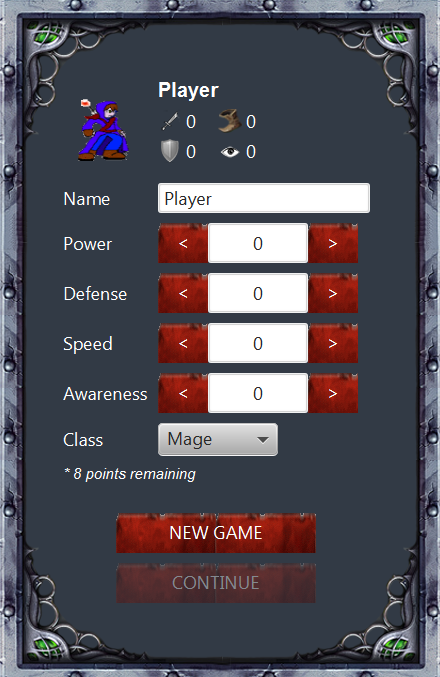 Player
0 0
0 0
Name Player
Power < 0 >
Defense < 0 >
Speed < 0 >
Awareness < 0 >
Class Mage
* 8 points remaining
NEW GAME
CONTINUE